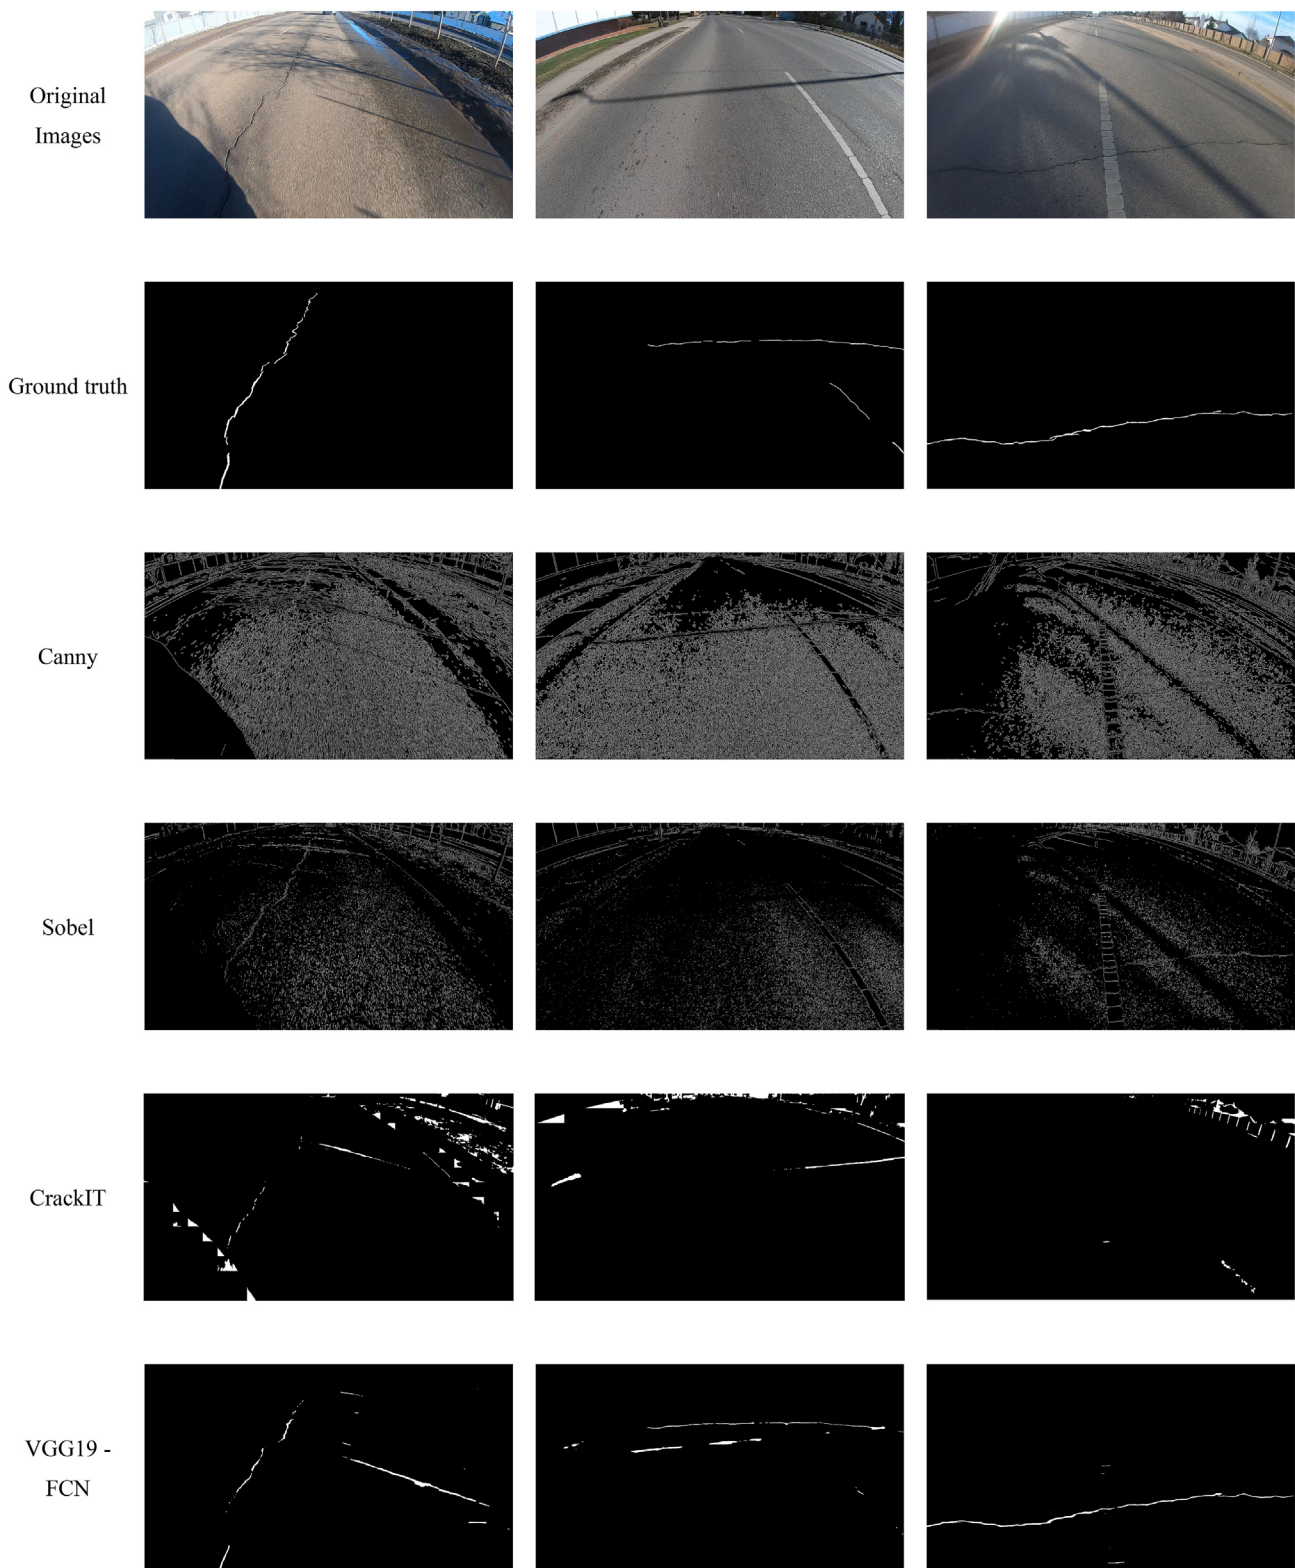 Original
Images
Ground truth
Canny
Sobel
CrackIT
VGG19 -
FCN